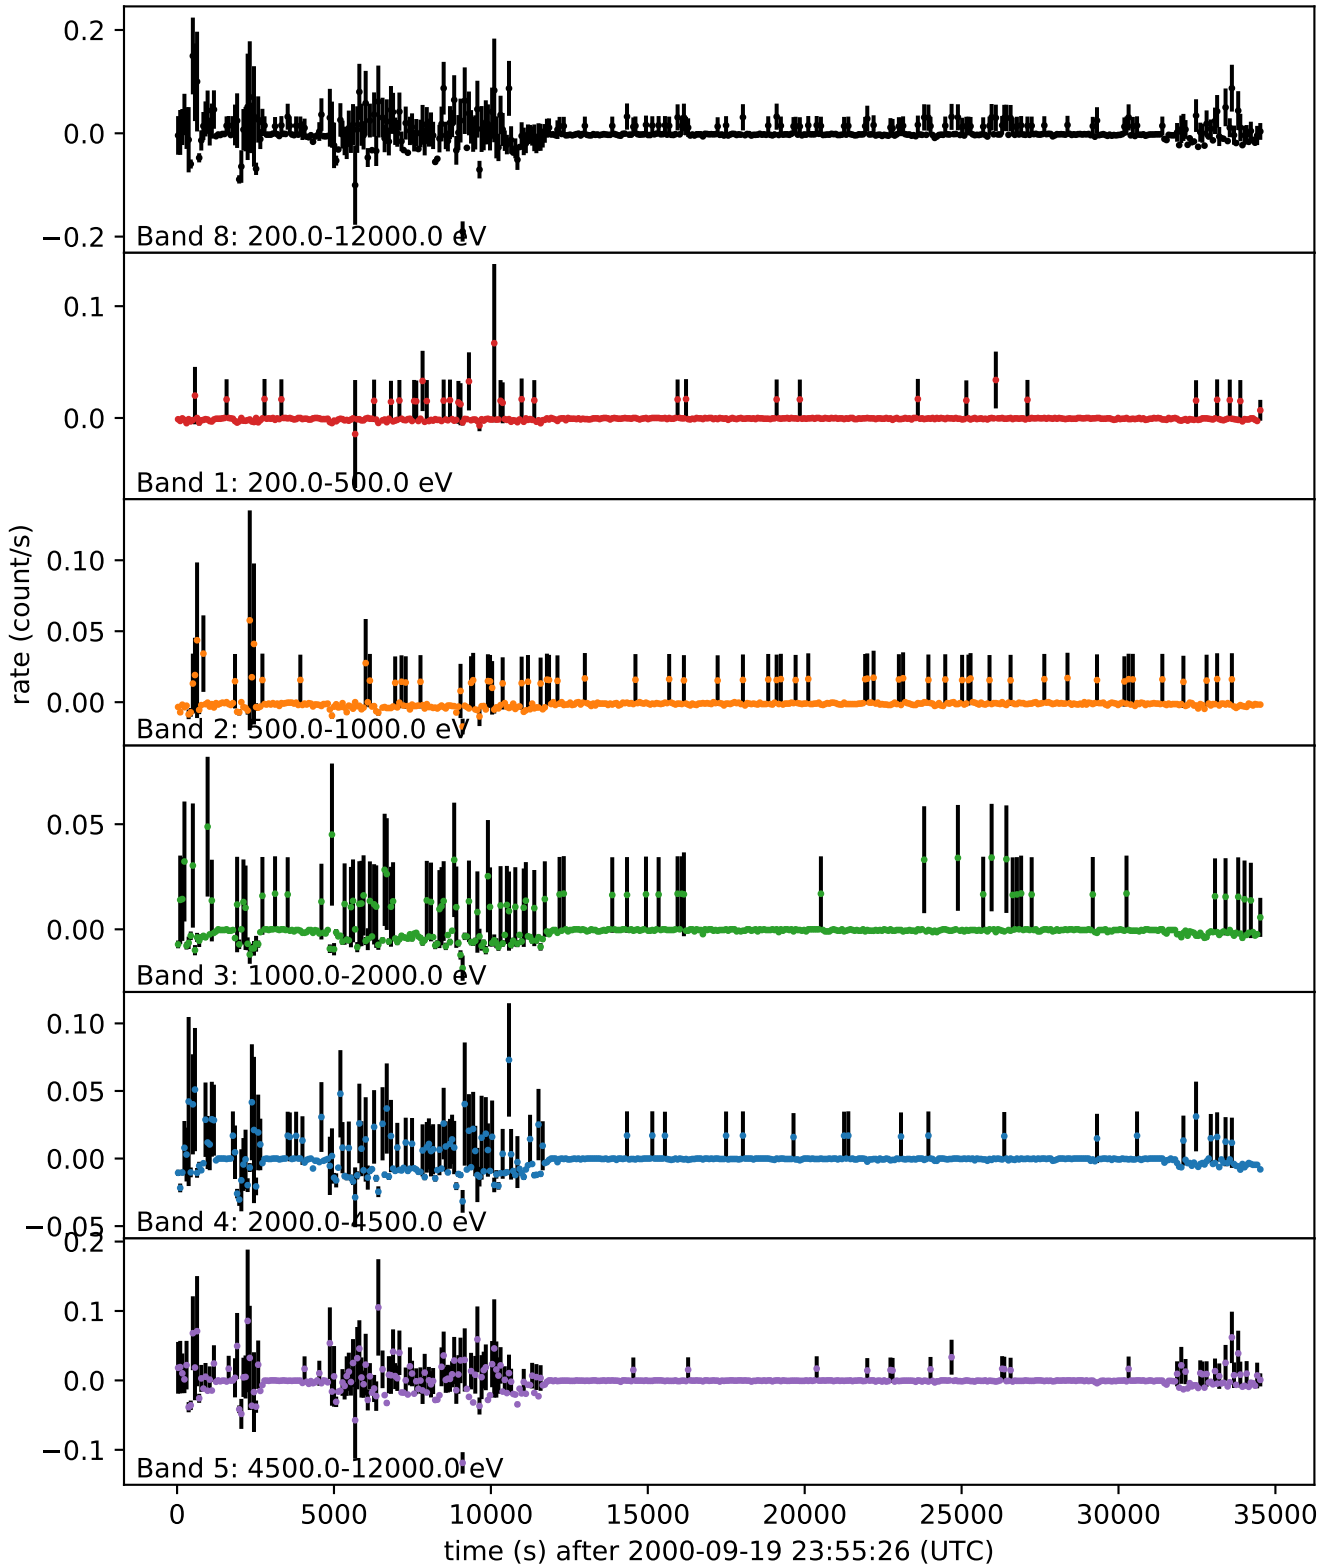 0.2
0.0
−0.2
Band 8: 200.0-12000.0 eV
0.1
0.0
Band 1: 200.0-500.0 eV
0.10
0.05
0.00
Band 2: 500.0-1000.0 eV
0.05
0.00
Band 3: 1000.0-2000.0 eV
0.10
0.05
0.00
−0.05
Band 4: 2000.0-4500.0 eV
0.2
0.1
0.0
−0.1
Band 5: 4500.0-12000.0 eV
rate (count/s)
0 5000 10000 15000 20000 25000 30000 35000
time (s) after 2000-09-19 23:55:26 (UTC)